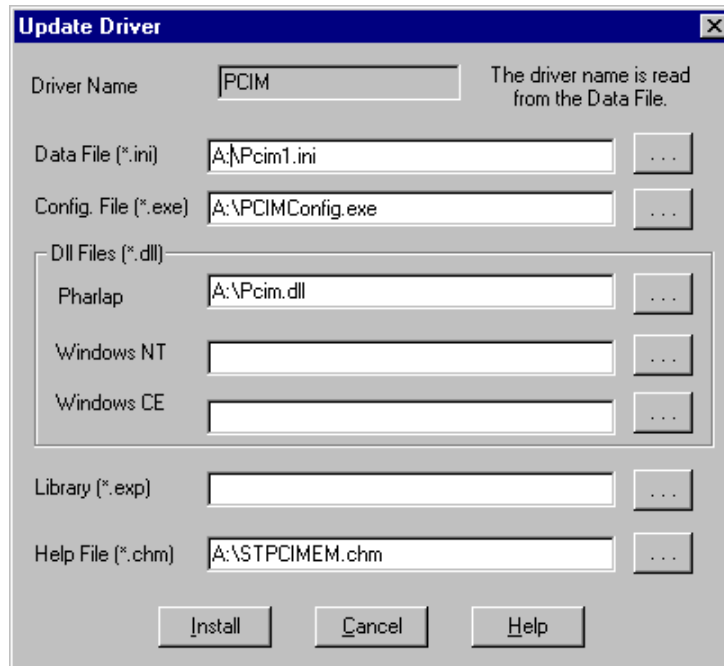 Update Driver
Driver Name
PCIM
The driver name is read
from the Data File.
Data File (*.ini)
A:\Pcim1.ini
...
Config. File (*.exe)
A:\PCIMConfig.exe
...
Dll Files (*.dll)
Pharlap
A:\Pcim.dll
...
Windows NT
...
Windows CE
...
Library (*.exp)
...
Help File (*.chm)
A:\STPCIMEM.chm
...
Install
Cancel
Help